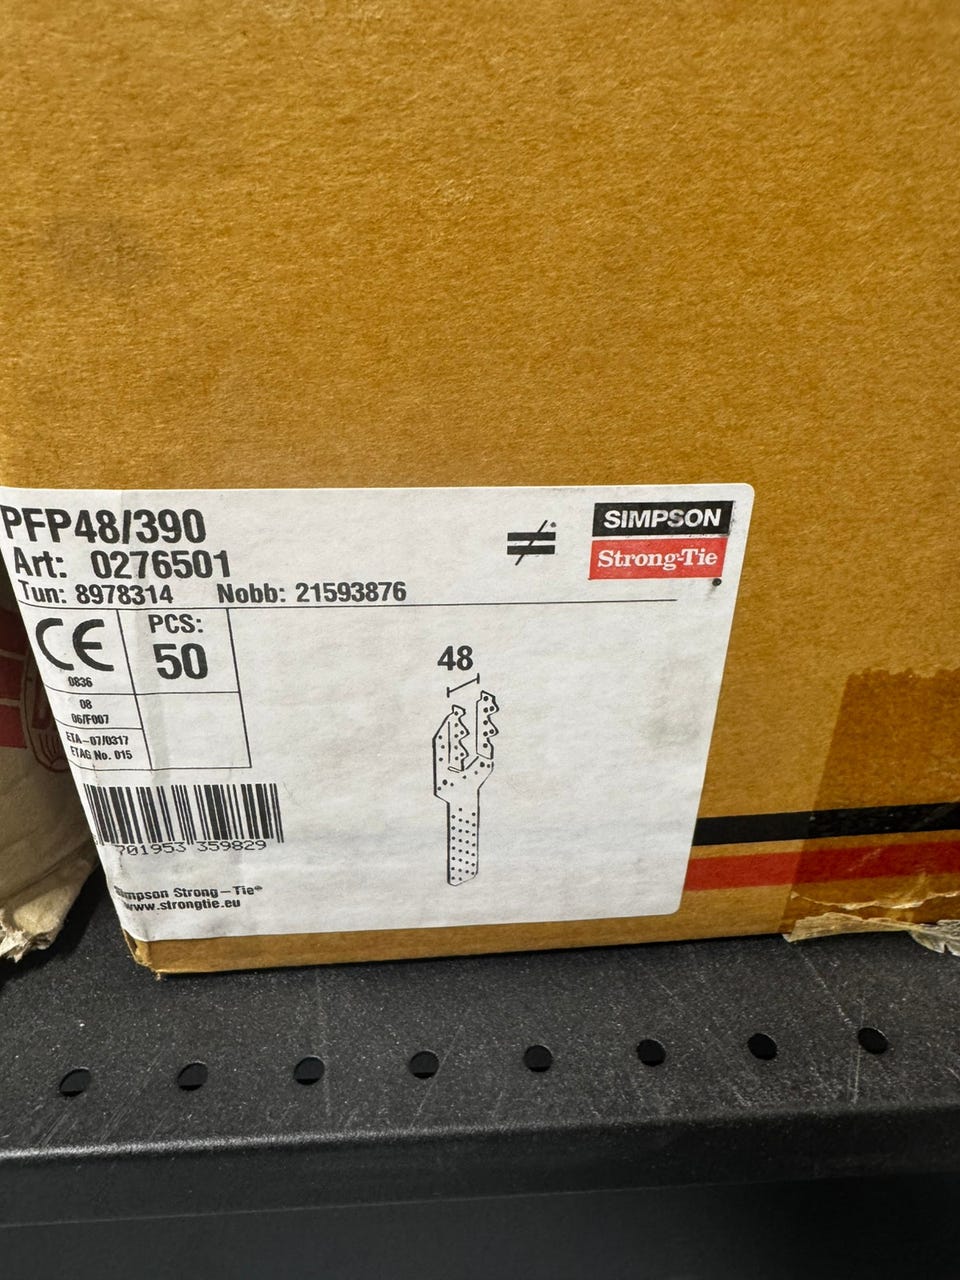 PFP48/390
Art: 0276501
Tun: 8978314 Nobb: 21593876
SIMPSON
Strong-Tie
CE
0836
08
06/F007
ETA-07/0317
ETAG No. 015
PCS:
50
48
701953 359829
Simpson Strong-Tie®
www.strongtie.eu